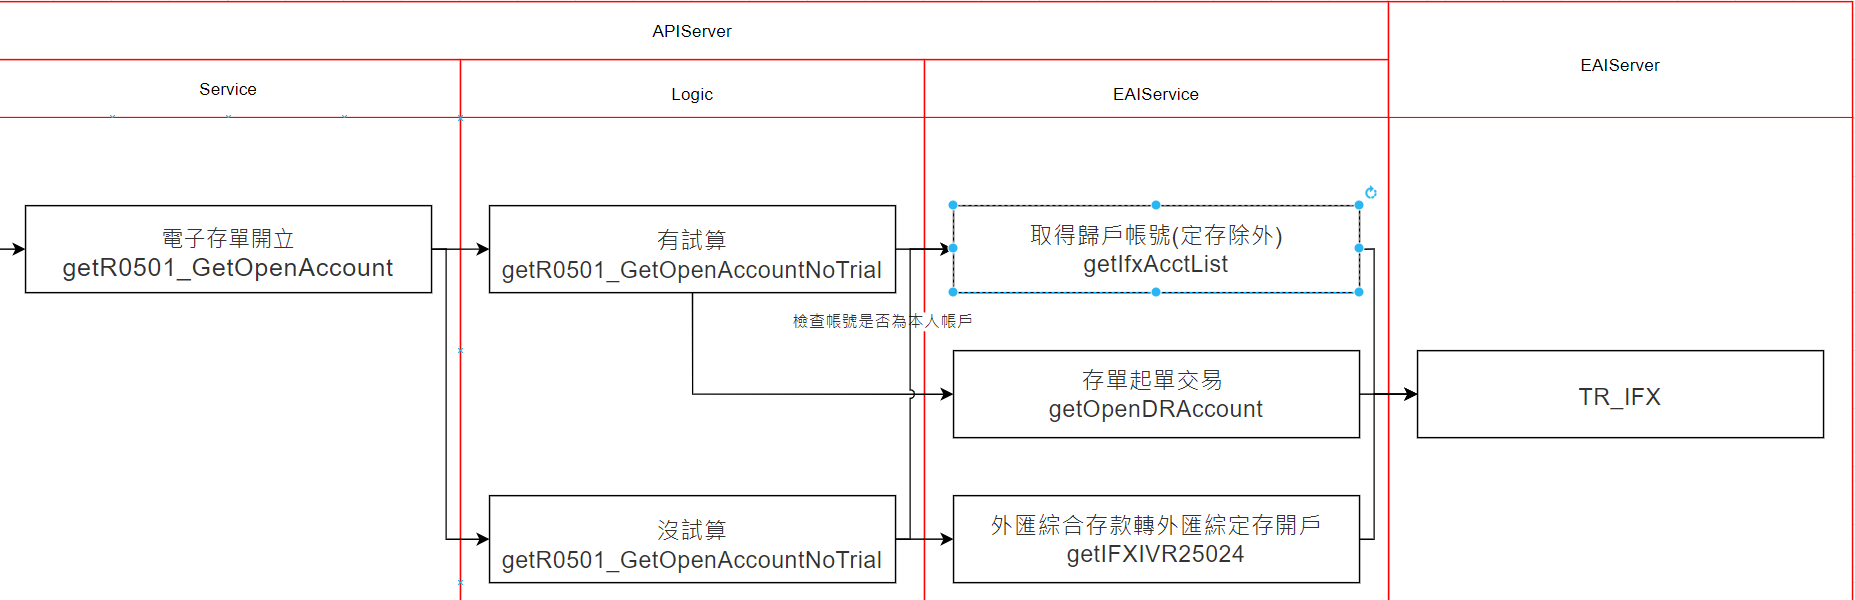 APIServer
EAIServer
Service
Logic
EAIService
電子存單開立
getR0501_GetOpenAccount
有試算
getR0501_GetOpenAccountNoTrial
取得歸戶帳號(定存除外)
getIfxAcctList
檢查帳號是否為本人帳戶
存單起單交易
getOpenDRAccount
TR_IFX
沒試算
getR0501_GetOpenAccountNoTrial
外匯綜合存款轉外匯綜定存開戶
getIFXIVR25024